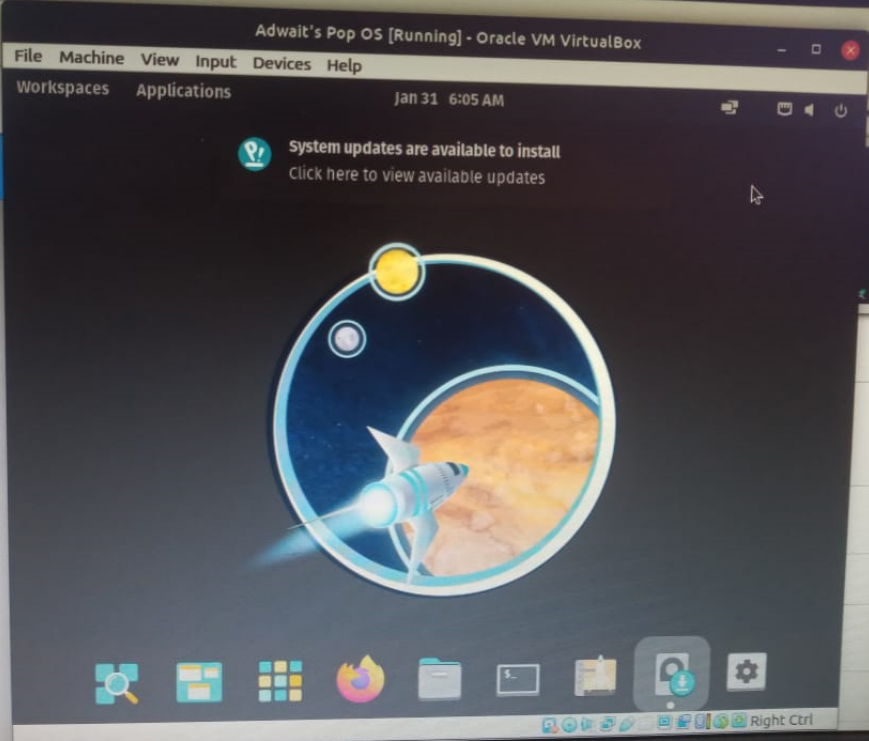 Adwait's Pop OS [Running] - Oracle VM VirtualBox
File Machine View Input Devices Help
Workspaces Applications Jan 31 6:05 AM
P!
System updates are available to install
Click here to view available updates
$_
Right Ctrl